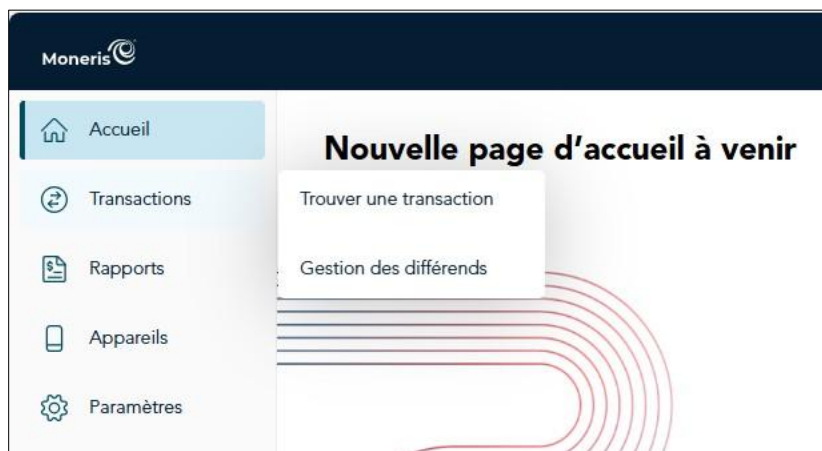 Moneris
Accueil
Nouvelle page d’accueil à venir
Transactions
Trouver une transaction
Rapports
Gestion des différends
Appareils
Paramètres